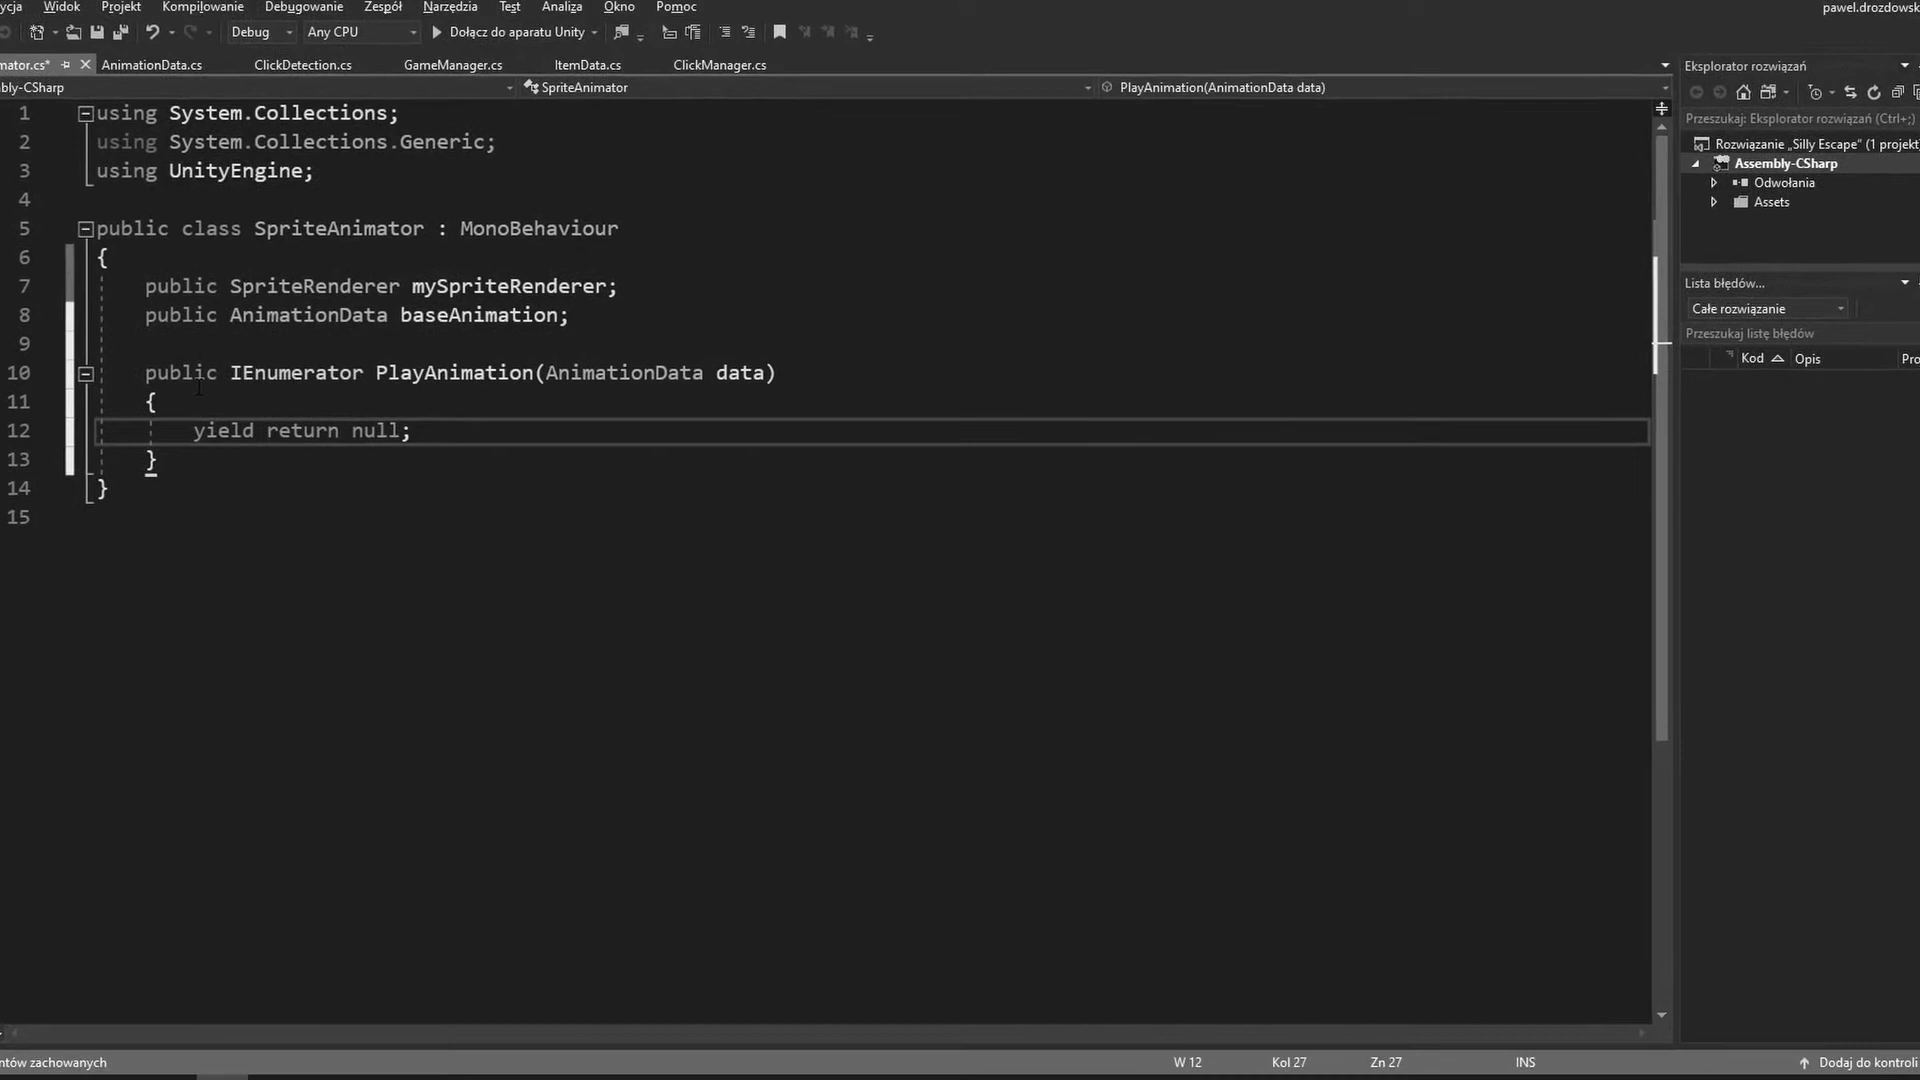 ycja Widok Projekt Kompilowanie Debugowanie Zespół Narzędzia Test Analiza Okno Pomoc
pawel.drozdowsk
Debug Any CPU Dołącz do aparatu Unity
mator.cs* AnimationData.cs ClickDetection.cs GameManager.cs ItemData.cs ClickManager.cs
bly-CSharp SpriteAnimator PlayAnimation(AnimationData data)
1 using System.Collections;
2 using System.Collections.Generic;
3 using UnityEngine;
4
5 public class SpriteAnimator : MonoBehaviour
6 {
7 public SpriteRenderer mySpriteRenderer;
8 public AnimationData baseAnimation;
9
10 public IEnumerator PlayAnimation(AnimationData data)
11 {
12 yield return null;
13 }
14 }
15
Eksplorator rozwiązań
Przeszukaj: Eksplorator rozwiązań (Ctrl+;)
Rozwiązanie „Silly Escape” (1 projekt
Assembly-CSharp
Odwołania
Assets
Lista błędów...
Całe rozwiązanie
Przeszukaj listę błędów
Kod Opis Pro
ntów zachowanych W 12 Kol 27 Zn 27 INS Dodaj do kontroli